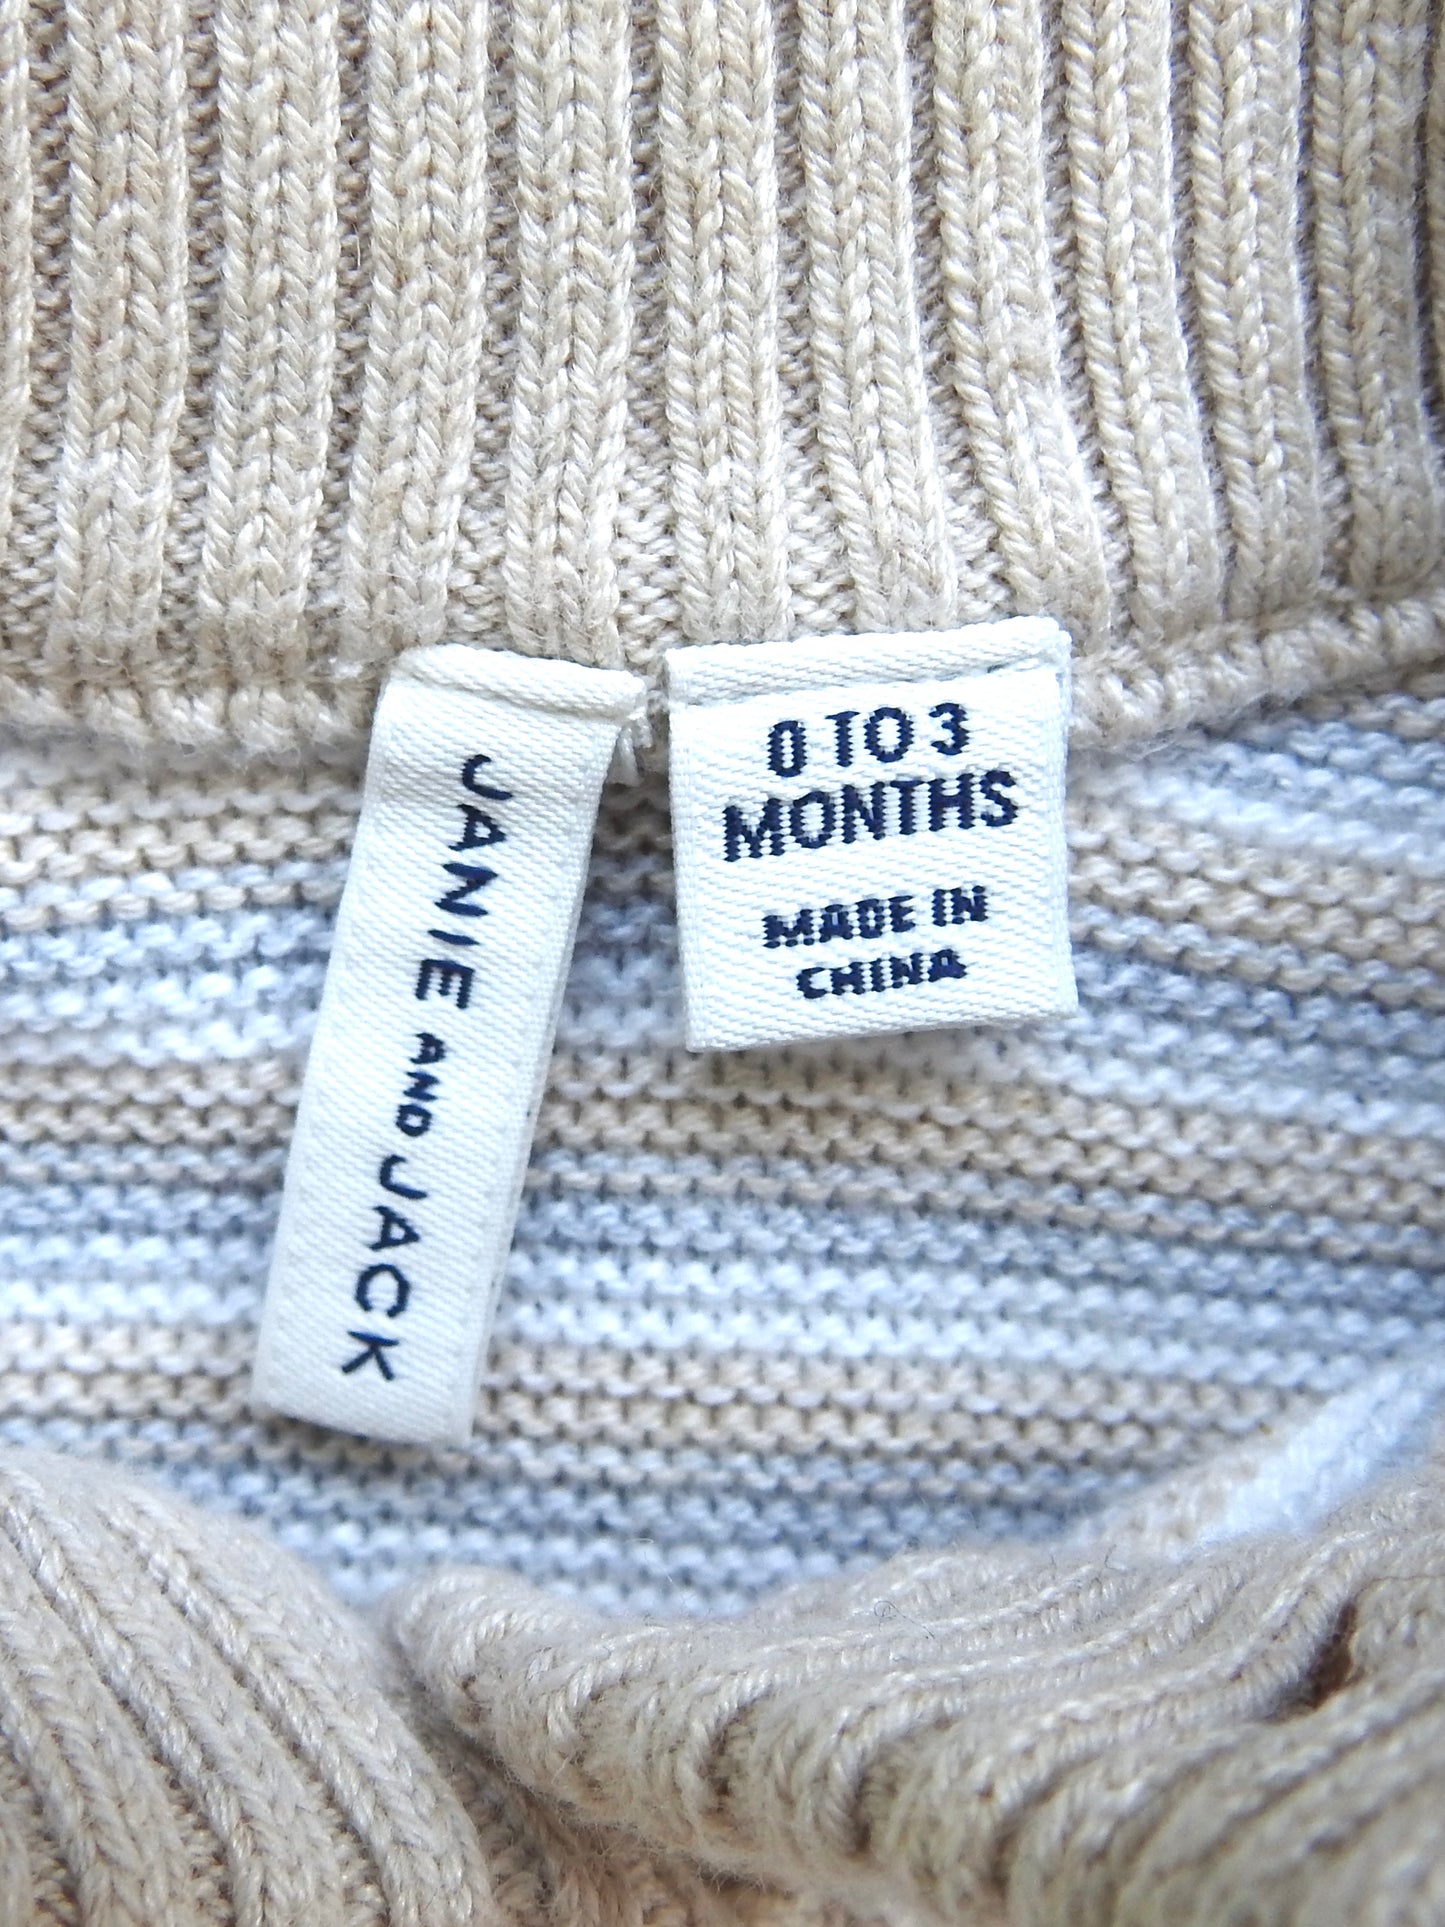 JANIE AND JACK
0 TO 3
MONTHS
MADE IN
CHINA